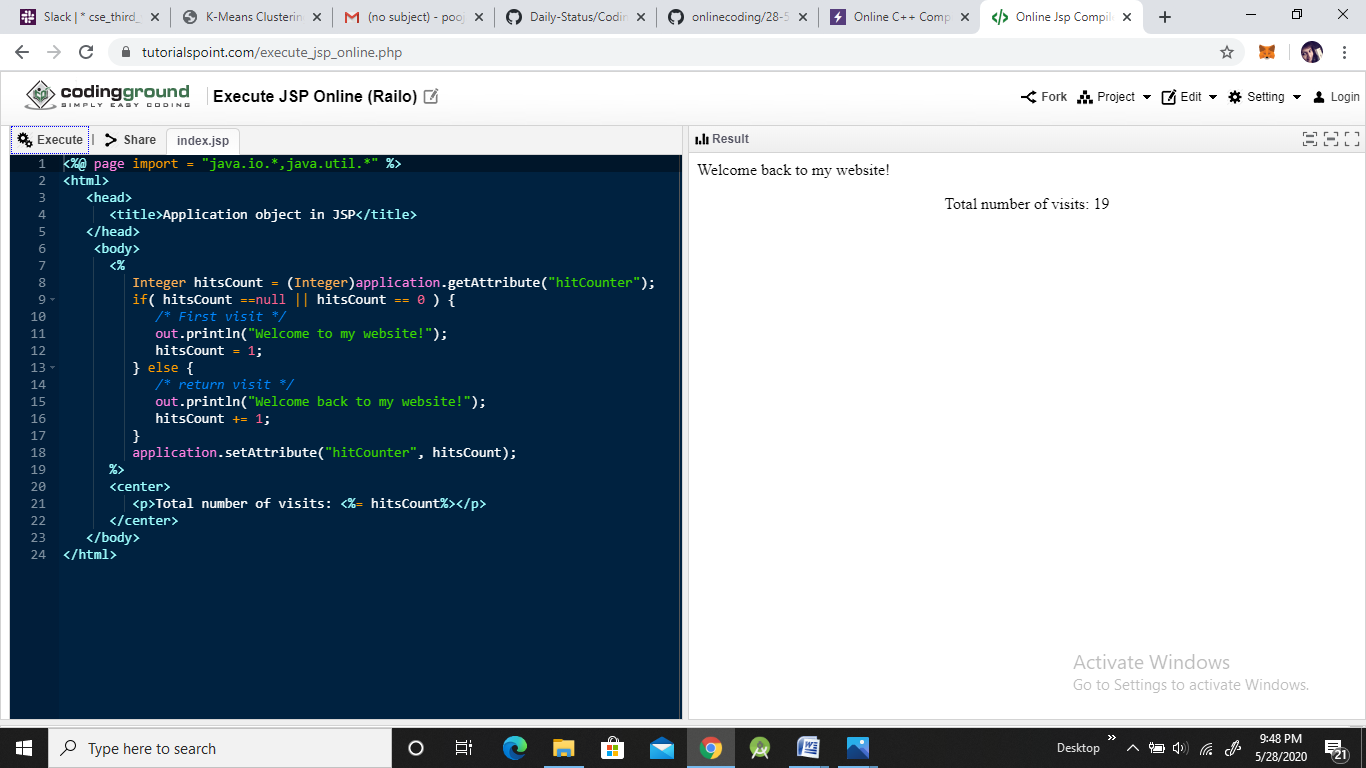 Slack | * cse_third_
K-Means Clusterin
(no subject) - pooj
Daily-Status/Codin
onlinecoding/28-5
Online C++ Comp
Online Jsp Compil
tutorialspoint.com/execute_jsp_online.php
codingground
SIMPLY EASY CODING
Execute JSP Online (Railo)
Fork
Project
Edit
Setting
Login
Execute | Share index.jsp
1 <%@ page import = "java.io.*,java.util.*" %>
2 <html>
3 <head>
4 <title>Application object in JSP</title>
5 </head>
6 <body>
7 <%
8 Integer hitsCount = (Integer)application.getAttribute("hitCounter");
9 if( hitsCount ==null || hitsCount == 0 ) {
10 /* First visit */
11 out.println("Welcome to my website!");
12 hitsCount = 1;
13 } else {
14 /* return visit */
15 out.println("Welcome back to my website!");
16 hitsCount += 1;
17 }
18 application.setAttribute("hitCounter", hitsCount);
19 %>
20 <center>
21 <p>Total number of visits: <%= hitsCount%></p>
22 </center>
23 </body>
24 </html>
Result
Welcome back to my website!
Total number of visits: 19
Activate Windows
Go to Settings to activate Windows.
Type here to search
Desktop
9:48 PM
5/28/2020
21